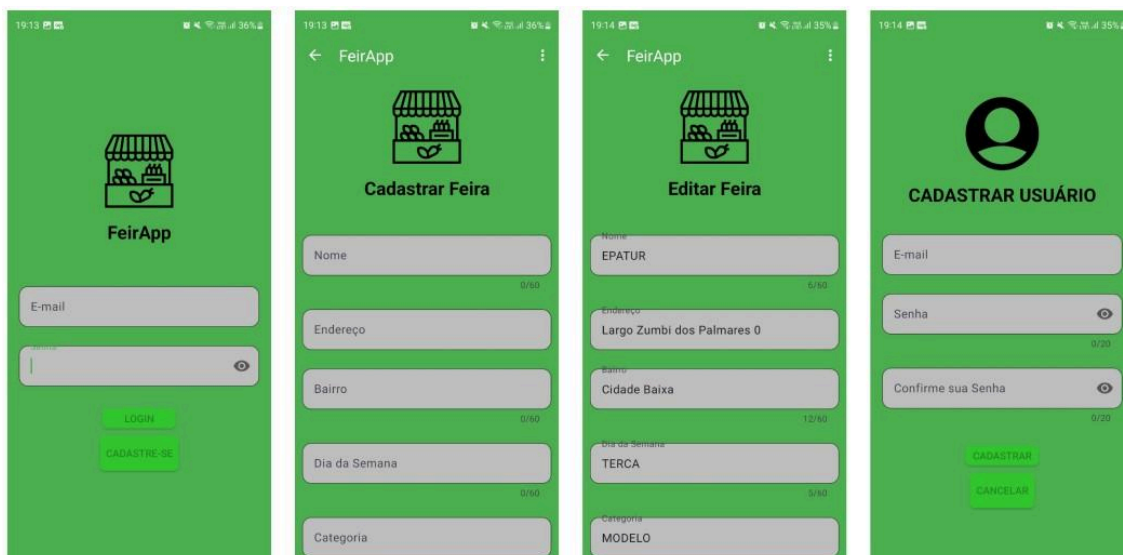 19:13
36%
FeirApp
E-mail
Senha
LOGIN
CADASTRE-SE
19:13
36%
FeirApp
Cadastrar Feira
Nome
0/60
Endereço
Bairro
0/60
Dia da Semana
0/60
Categoria
19:14
35%
FeirApp
Editar Feira
Nome
EPATUR
6/60
Endereço
Largo Zumbi dos Palmares 0
Bairro
Cidade Baixa
12/60
Dia da Semana
TERCA
5/60
Categoria
MODELO
19:14
35%
CADASTRAR USUÁRIO
E-mail
Senha
0/20
Confirme sua Senha
0/20
CADASTRAR
CANCELAR